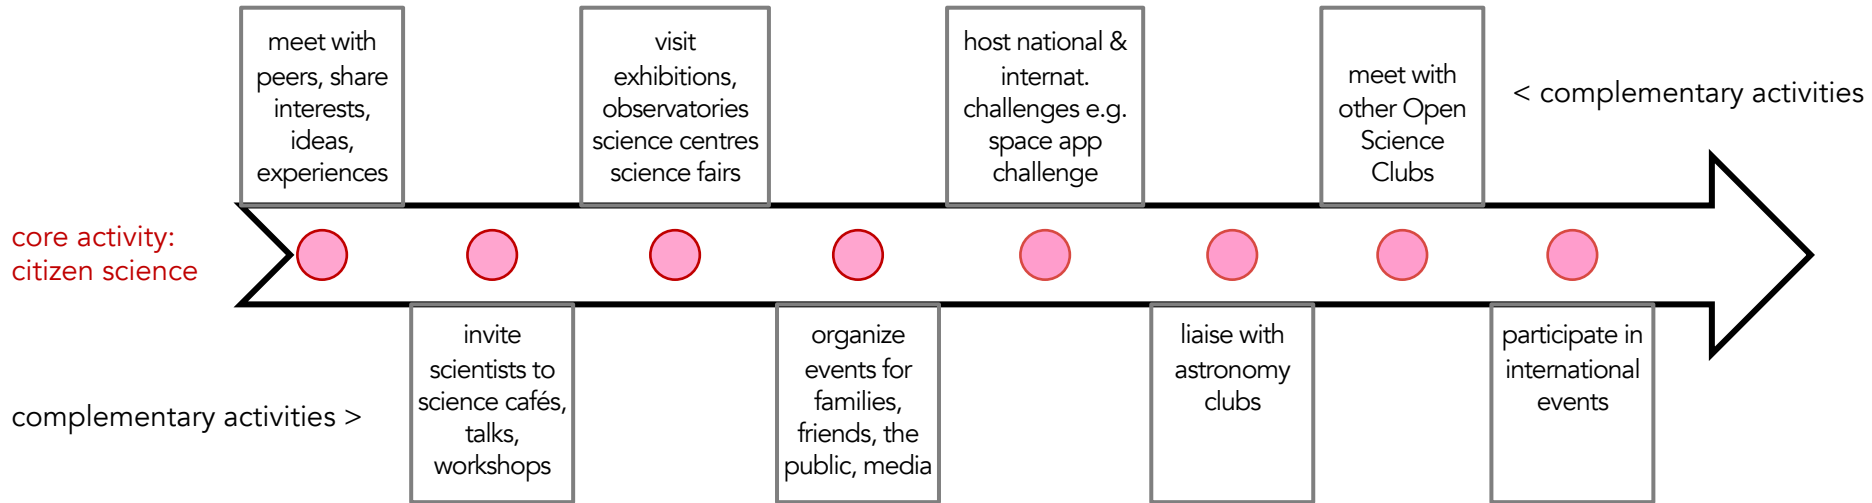 meet with
peers, share
interests,
ideas,
experiences
visit
exhibitions,
observatories
science centres
science fairs
host national &
internat.
challenges e.g.
space app
challenge
meet with
other Open
Science
Clubs
< complementary activities
core activity:
citizen science
complementary activities >
invite
scientists to
science cafés,
talks,
workshops
organize
events for
families,
friends, the
public, media
liaise with
astronomy
clubs
participate in
international
events